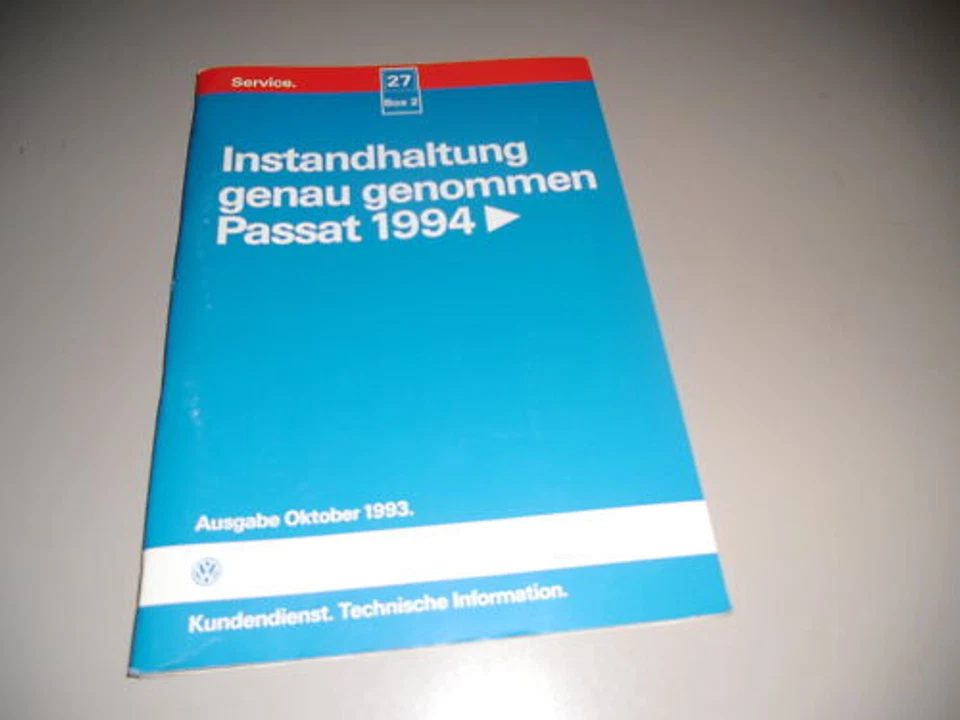 Service.
27
Box 2
Instandhaltung
genau genommen
Passat 1994 ►
Ausgabe Oktober 1993.
Kundendienst. Technische Information.